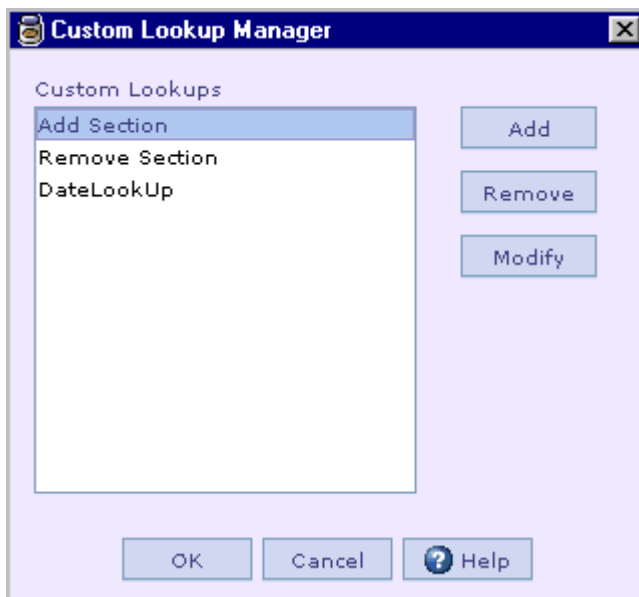 Custom Lookup Manager
Custom Lookups
Add Section
Remove Section
DateLookUp
Add
Remove
Modify
OK
Cancel
Help